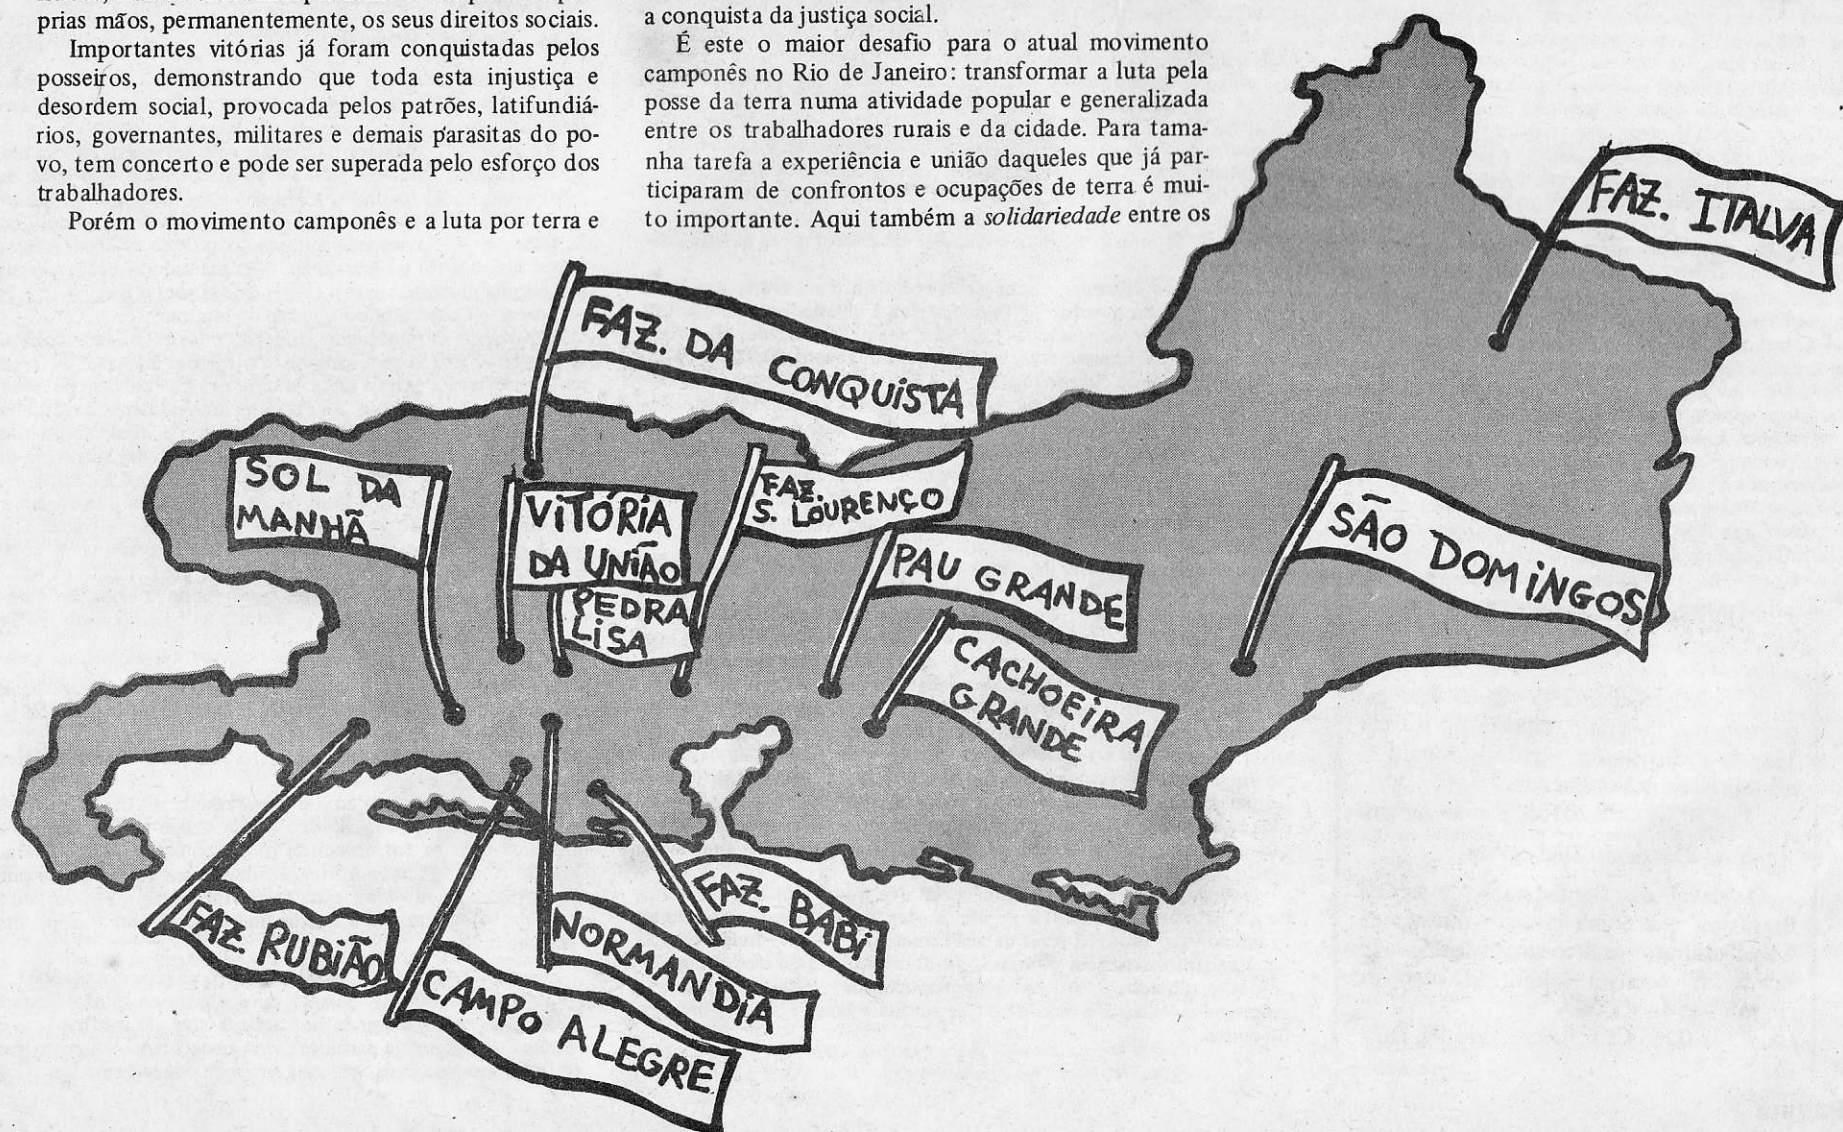 prias mãos, permanentemente, os seus direitos sociais.
Importantes vitórias já foram conquistadas pelos
posseiros, demonstrando que toda esta injustiça e
desordem social, provocada pelos patrões, latifundiá-
rios, governantes, militares e demais parasitas do po-
vo, tem concerto e pode ser superada pelo esforço dos
trabalhadores.
Porém o movimento camponês e a luta por terra e
a conquista da justiça social.
É este o maior desafio para o atual movimento
camponês no Rio de Janeiro: transformar a luta pela
posse da terra numa atividade popular e generalizada
entre os trabalhadores rurais e da cidade. Para tama-
nha tarefa a experiência e união daqueles que já par-
ticiparam de confrontos e ocupações de terra é mui-
to importante. Aqui também a solidariedade entre os
FAZ. ITALVA
FAZ. DA CONQUISTA
SOL DA
MANHÃ
VITÓRIA
DA UNIÃO
PEDRA
LISA
FAZ.
S. LOURENÇO
PAU GRANDE
SÃO DOMINGOS
CACHOEIRA
GRANDE
FAZ. RUBIÃO
CAMPO ALEGRE
NORMANDIA
FAZ. BABI